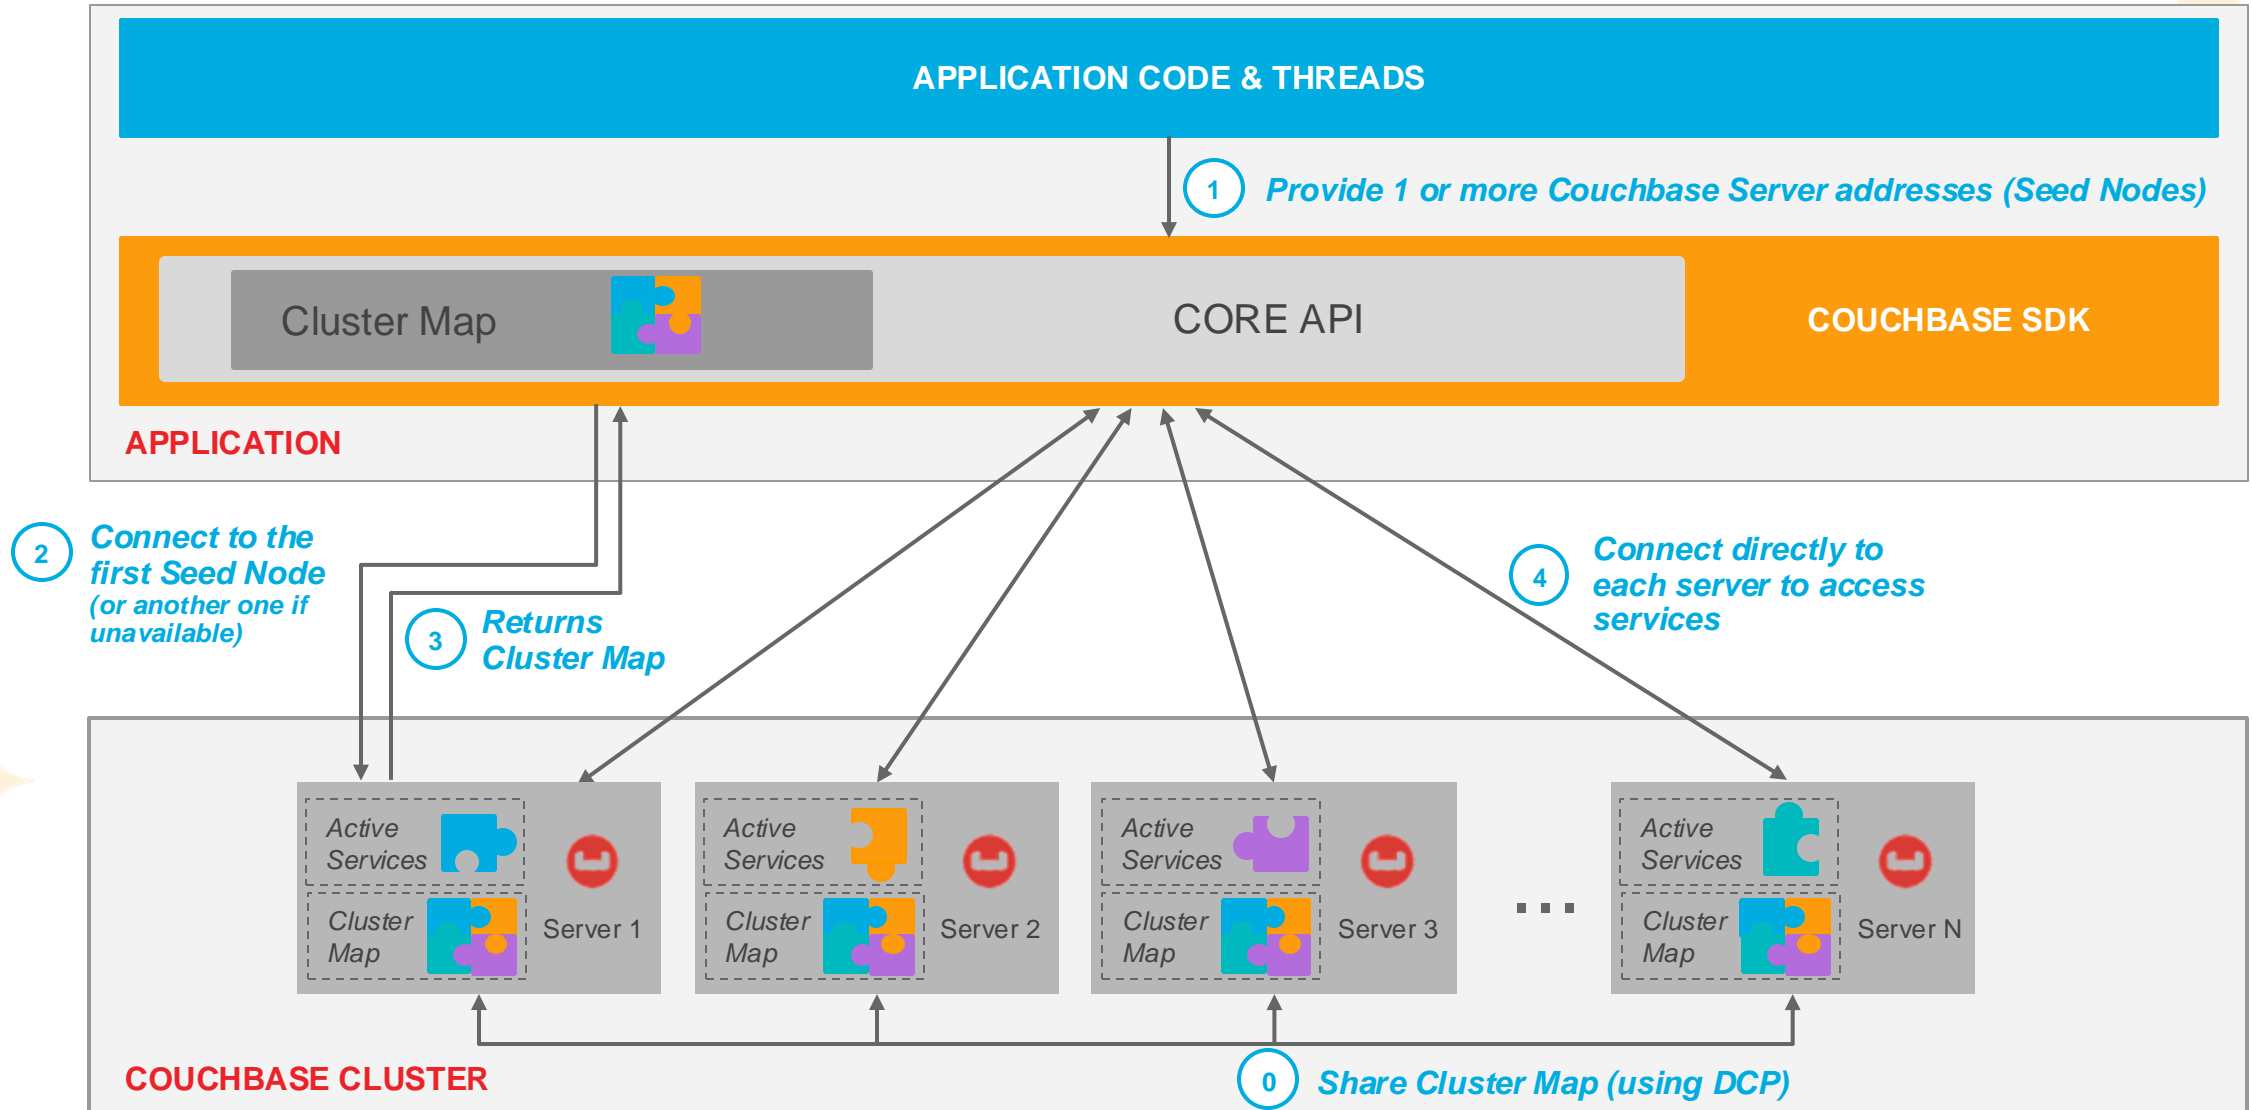 APPLICATION CODE & THREADS
1
Provide 1 or more Couchbase Server addresses (Seed Nodes)
Cluster Map
CORE API
COUCHBASE SDK
APPLICATION
2
Connect to the
first Seed Node
(or another one if
unavailable)
3
Returns
Cluster Map
4
Connect directly to
each server to access
services
Active
Services
Cluster
Map
Server 1
Active
Services
Cluster
Map
Server 2
Active
Services
Cluster
Map
Server 3
...
Active
Services
Cluster
Map
Server N
COUCHBASE CLUSTER
0
Share Cluster Map (using DCP)